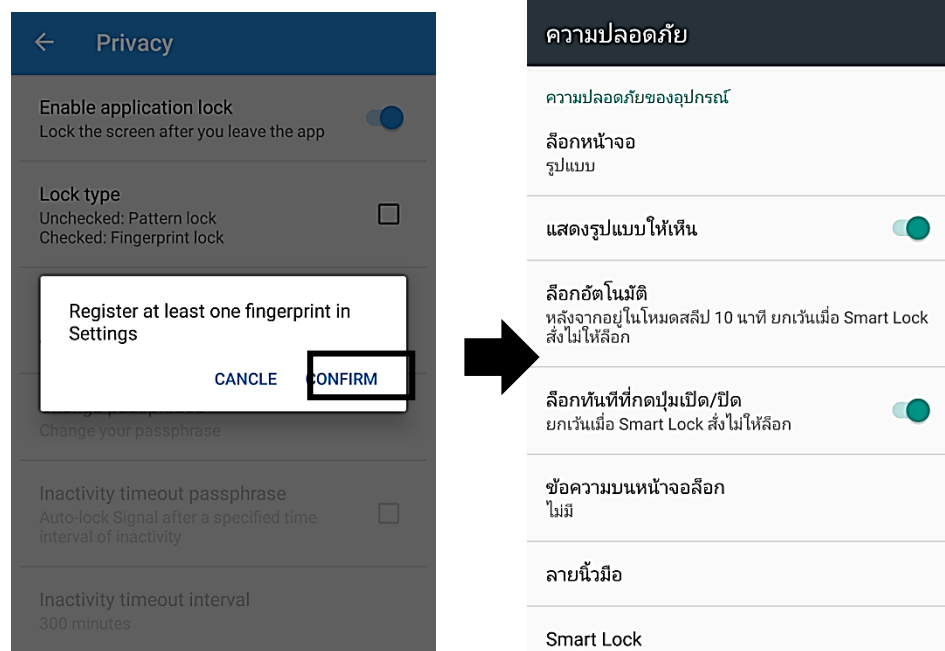 Privacy
Enable application lock
Lock the screen after you leave the app
Lock type
Unchecked: Pattern lock
Checked: Fingerprint lock
Register at least one fingerprint in
Settings
CANCLE CONFIRM
Change your passphrase
Inactivity timeout passphrase
Auto-lock Signal after a specified time
interval of inactivity
Inactivity timeout interval
300 minutes
ความปลอดภัย
ความปลอดภัยของอุปกรณ์
ล็อกหน้าจอ
รูปแบบ
แสดงรูปแบบให้เห็น
ล็อกอัตโนมัติ
หลังจากอยู่ในโหมดสลีป 10 นาที ยกเว้นเมื่อ Smart Lock
สั่งไม่ให้ล็อก
ล็อกทันทีที่กดปุ่มเปิด/ปิด
ยกเว้นเมื่อ Smart Lock สั่งไม่ให้ล็อก
ข้อความบนหน้าจอล็อก
ไม่มี
ลายนิ้วมือ
Smart Lock